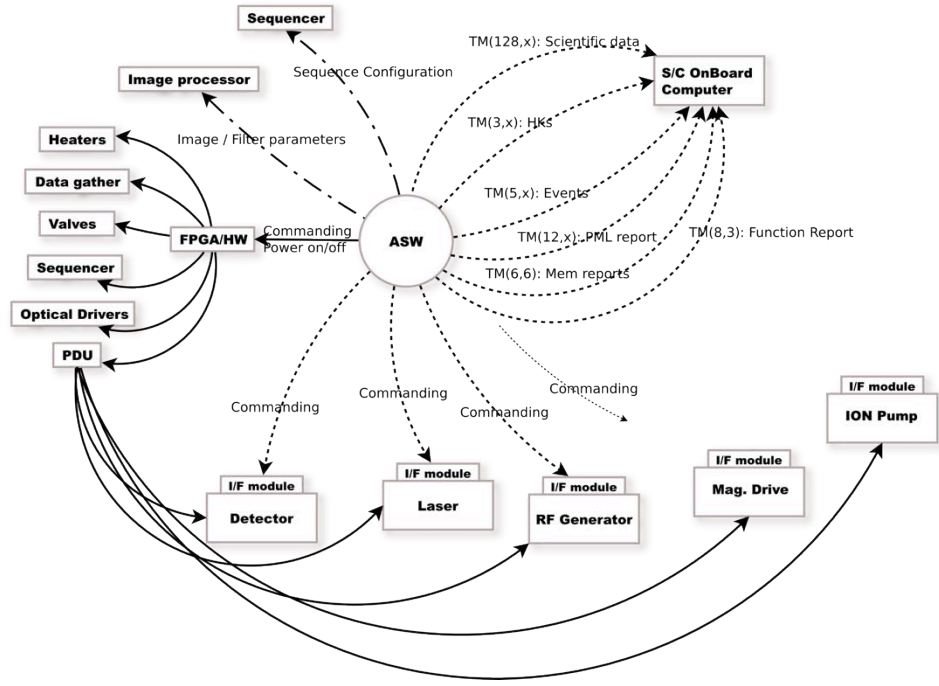 Sequencer
TM(128,x): Scientific data
Image processor
Sequence Configuration
S/C OnBoard
Computer
Heaters
Image / Filter parameters
TM(3,x): HKs
Data gather
TM(5,x): Events
Valves
FPGA/HW
Commanding
Power on/off
ASW
TM(12,x): PML report
TM(8,3): Function Report
Sequencer
TM(6,6): Mem reports
Optical Drivers
PDU
Commanding
Commanding
Commanding
Commanding
I/F module
ION Pump
I/F module
Detector
I/F module
Laser
I/F module
RF Generator
I/F module
Mag. Drive